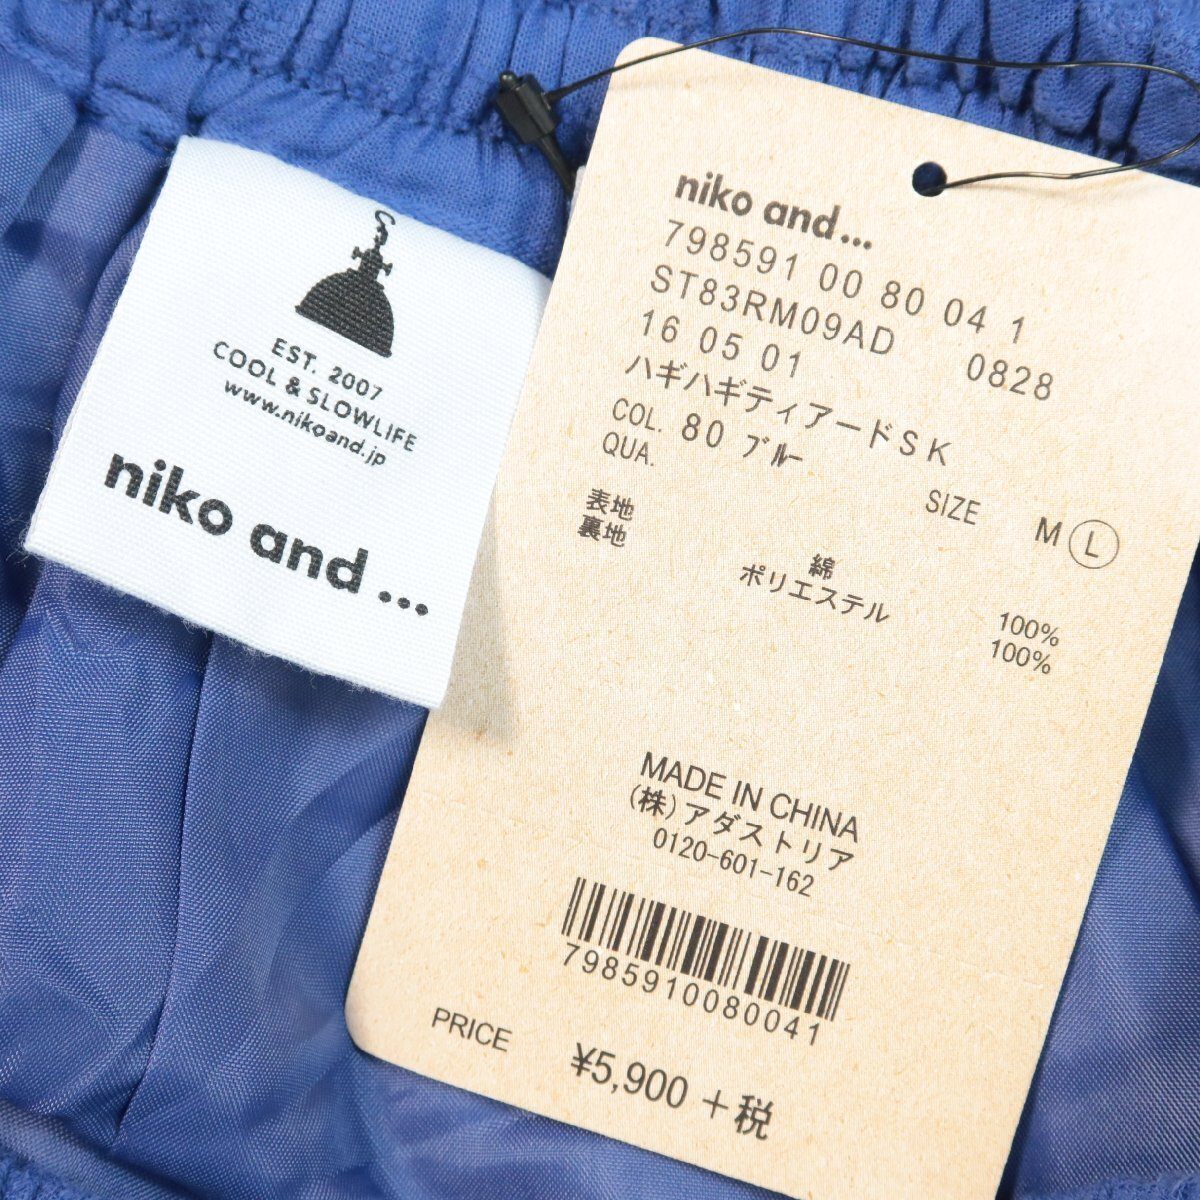 EST. 2007
COOL & SLOWLIFE
www.nikoand.jp
niko and...
niko and...
798591 00 80 04 1
ST83RM09AD 0828
16 05 01
ハギハギティアードSK
COL. 80 ブルー
QUA. SIZE M L
表地 綿 100%
裏地 ポリエステル 100%
MADE IN CHINA
(株)アダストリア
0120-601-162
7985910080041
PRICE ¥5,900 +税